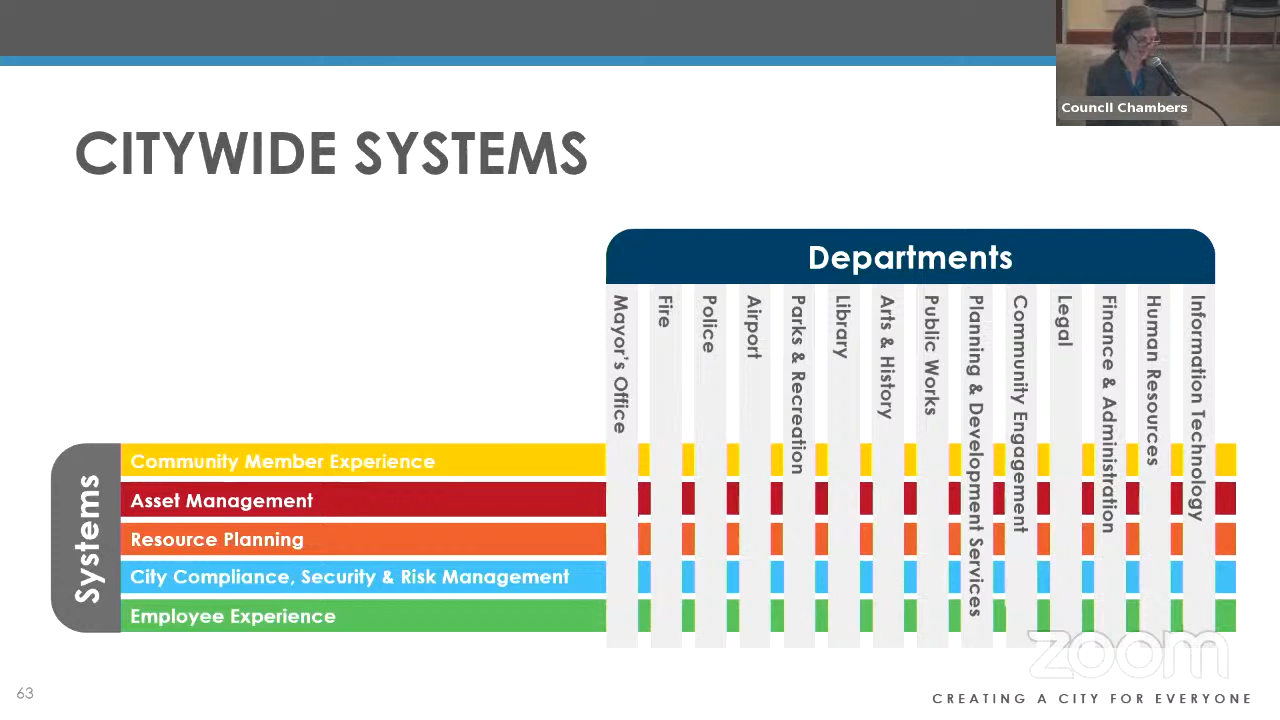 Council Chambers
CITYWIDE SYSTEMS
Departments
Mayor's Office
Fire
Police
Airport
Parks & Recreation
Library
Arts & History
Public Works
Planning & Development Services
Community Engagement
Legal
Finance & Administration
Human Resources
Information Technology
Systems
Community Member Experience
Asset Management
Resource Planning
City Compliance, Security & Risk Management
Employee Experience
zoom
63
CREATING A CITY FOR EVERYONE